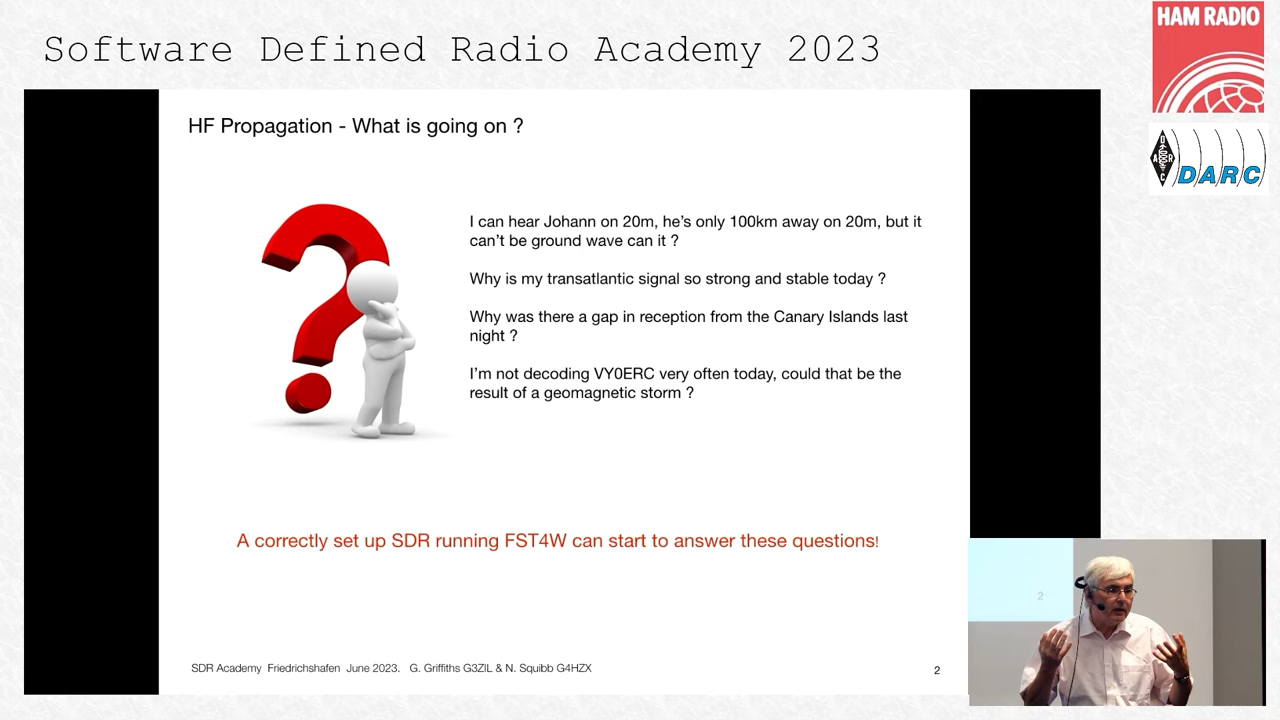 Software Defined Radio Academy 2023
HAM RADIO
DARC
HF Propagation - What is going on ?
I can hear Johann on 20m, he's only 100km away on 20m, but it
can't be ground wave can it ?
Why is my transatlantic signal so strong and stable today ?
Why was there a gap in reception from the Canary Islands last
night ?
I'm not decoding VY0ERC very often today, could that be the
result of a geomagnetic storm ?
A correctly set up SDR running FST4W can start to answer these questions!
SDR Academy Friedrichshafen June 2023. G. Griffiths G3ZIL & N. Squibb G4HZX
2
2